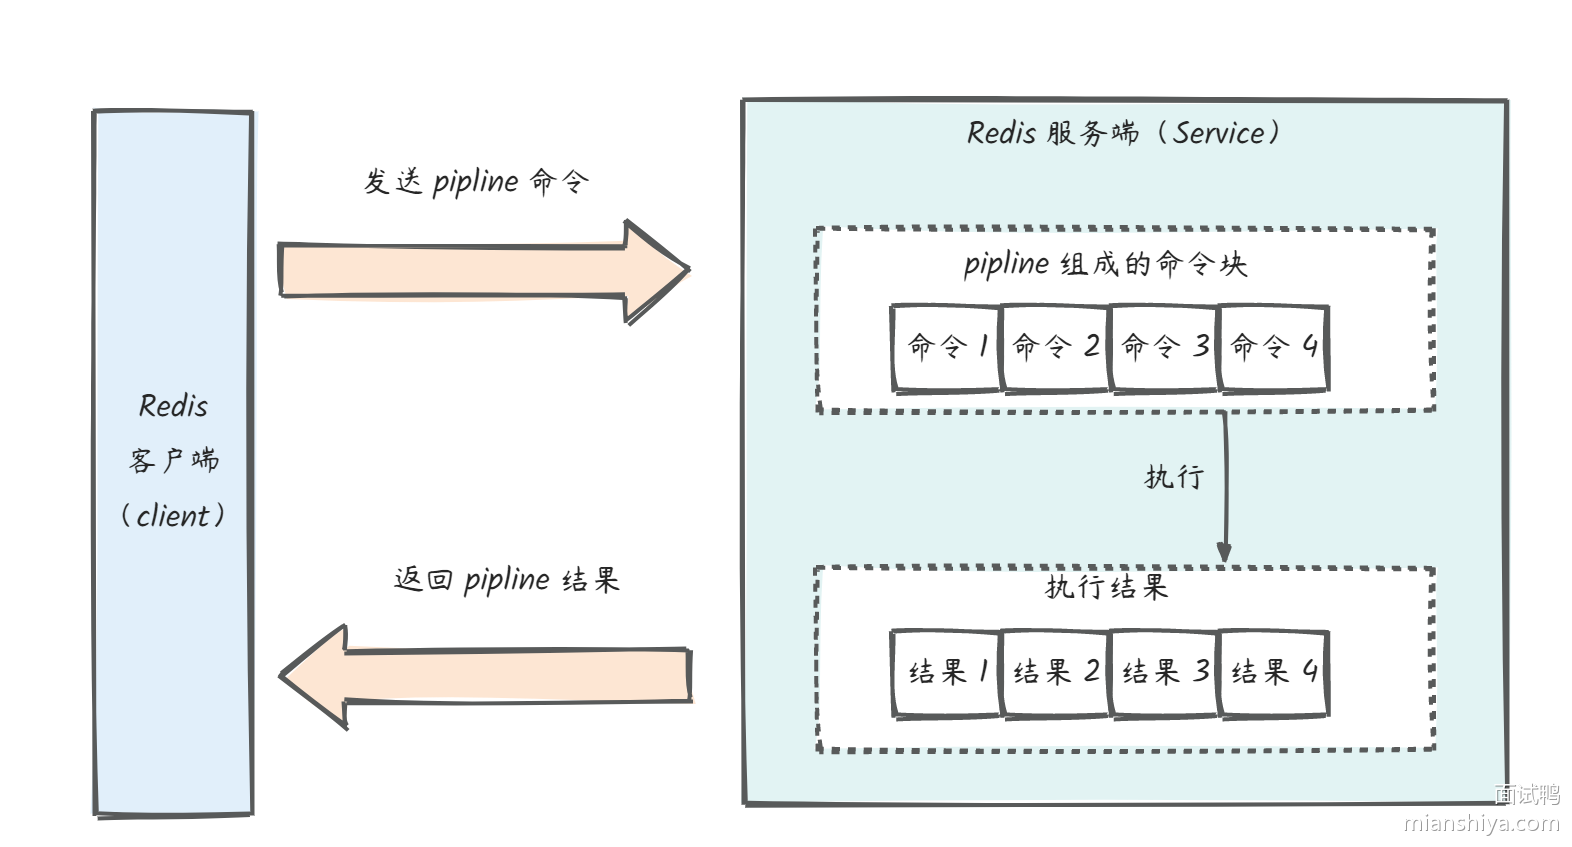 Redis 服务端（Service）
发送 pipline 命令
pipline 组成的命令块
命令 1 命令 2 命令 3 命令 4
Redis
客户端
（client）
执行
返回 pipline 结果
执行结果
结果 1 结果 2 结果 3 结果 4
面试鸭
mianshiya.com